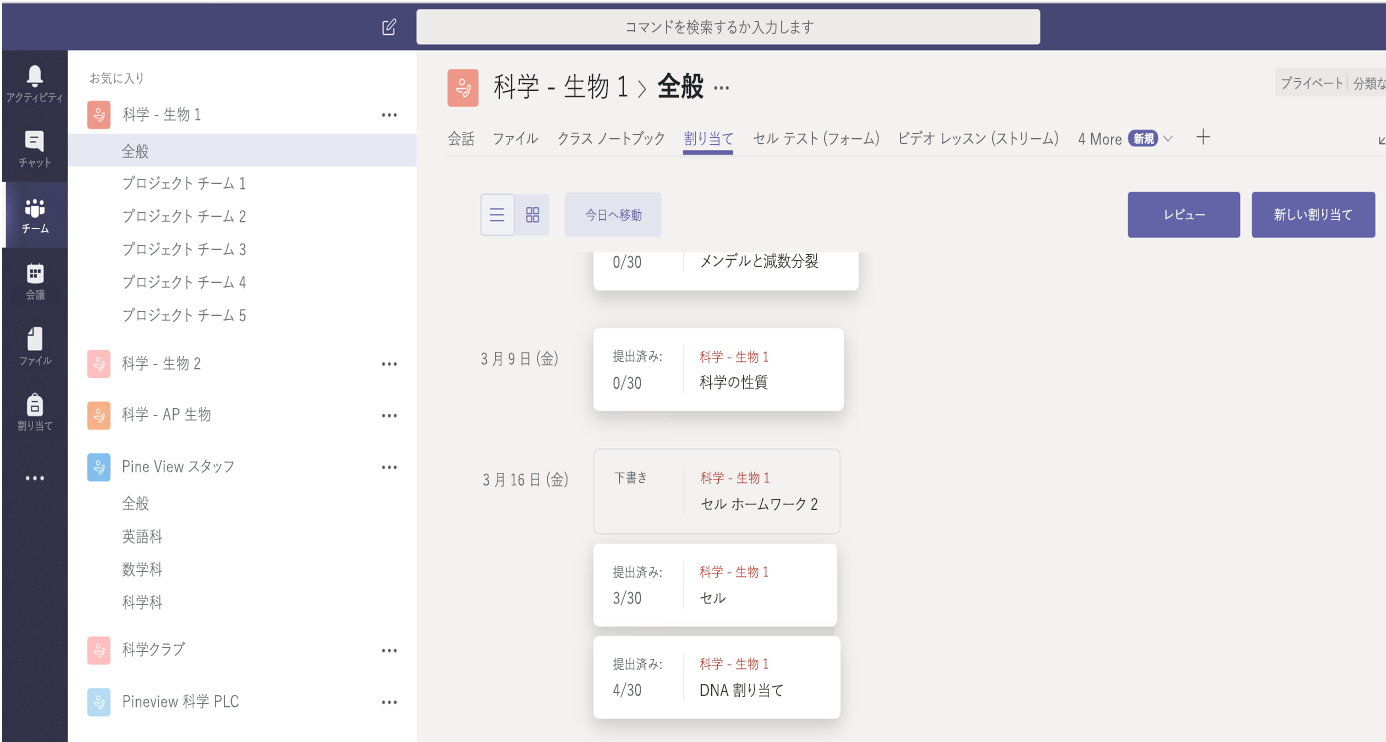 コマンドを検索するか入力します
アクティビティ
チャット
チーム
会議
ファイル
割り当て
お気に入り
科学 - 生物 1
全般
プロジェクト チーム 1
プロジェクト チーム 2
プロジェクト チーム 3
プロジェクト チーム 4
プロジェクト チーム 5
科学 - 生物 2
科学 - AP 生物
Pine View スタッフ
全般
英語科
数学科
科学科
科学クラブ
Pineview 科学 PLC
科学 - 生物 1 > 全般 ···
プライベート 分類な
会話 ファイル クラス ノートブック 割り当て セル テスト (フォーム) ビデオ レッスン (ストリーム) 4 More 新規
今日へ移動
レビュー 新しい割り当て
0/30 メンデルと減数分裂
3 月 9 日 (金)
提出済み: 科学 - 生物 1
0/30 科学の性質
3 月 16 日 (金)
下書き 科学 - 生物 1
セル ホームワーク 2
提出済み: 科学 - 生物 1
3/30 セル
提出済み: 科学 - 生物 1
4/30 DNA 割り当て